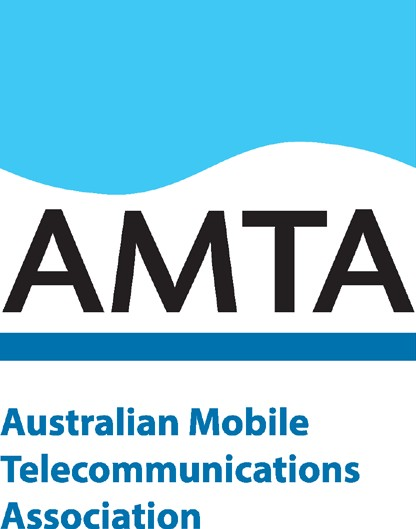 AMTA
Australian Mobile
Telecommunications
Association